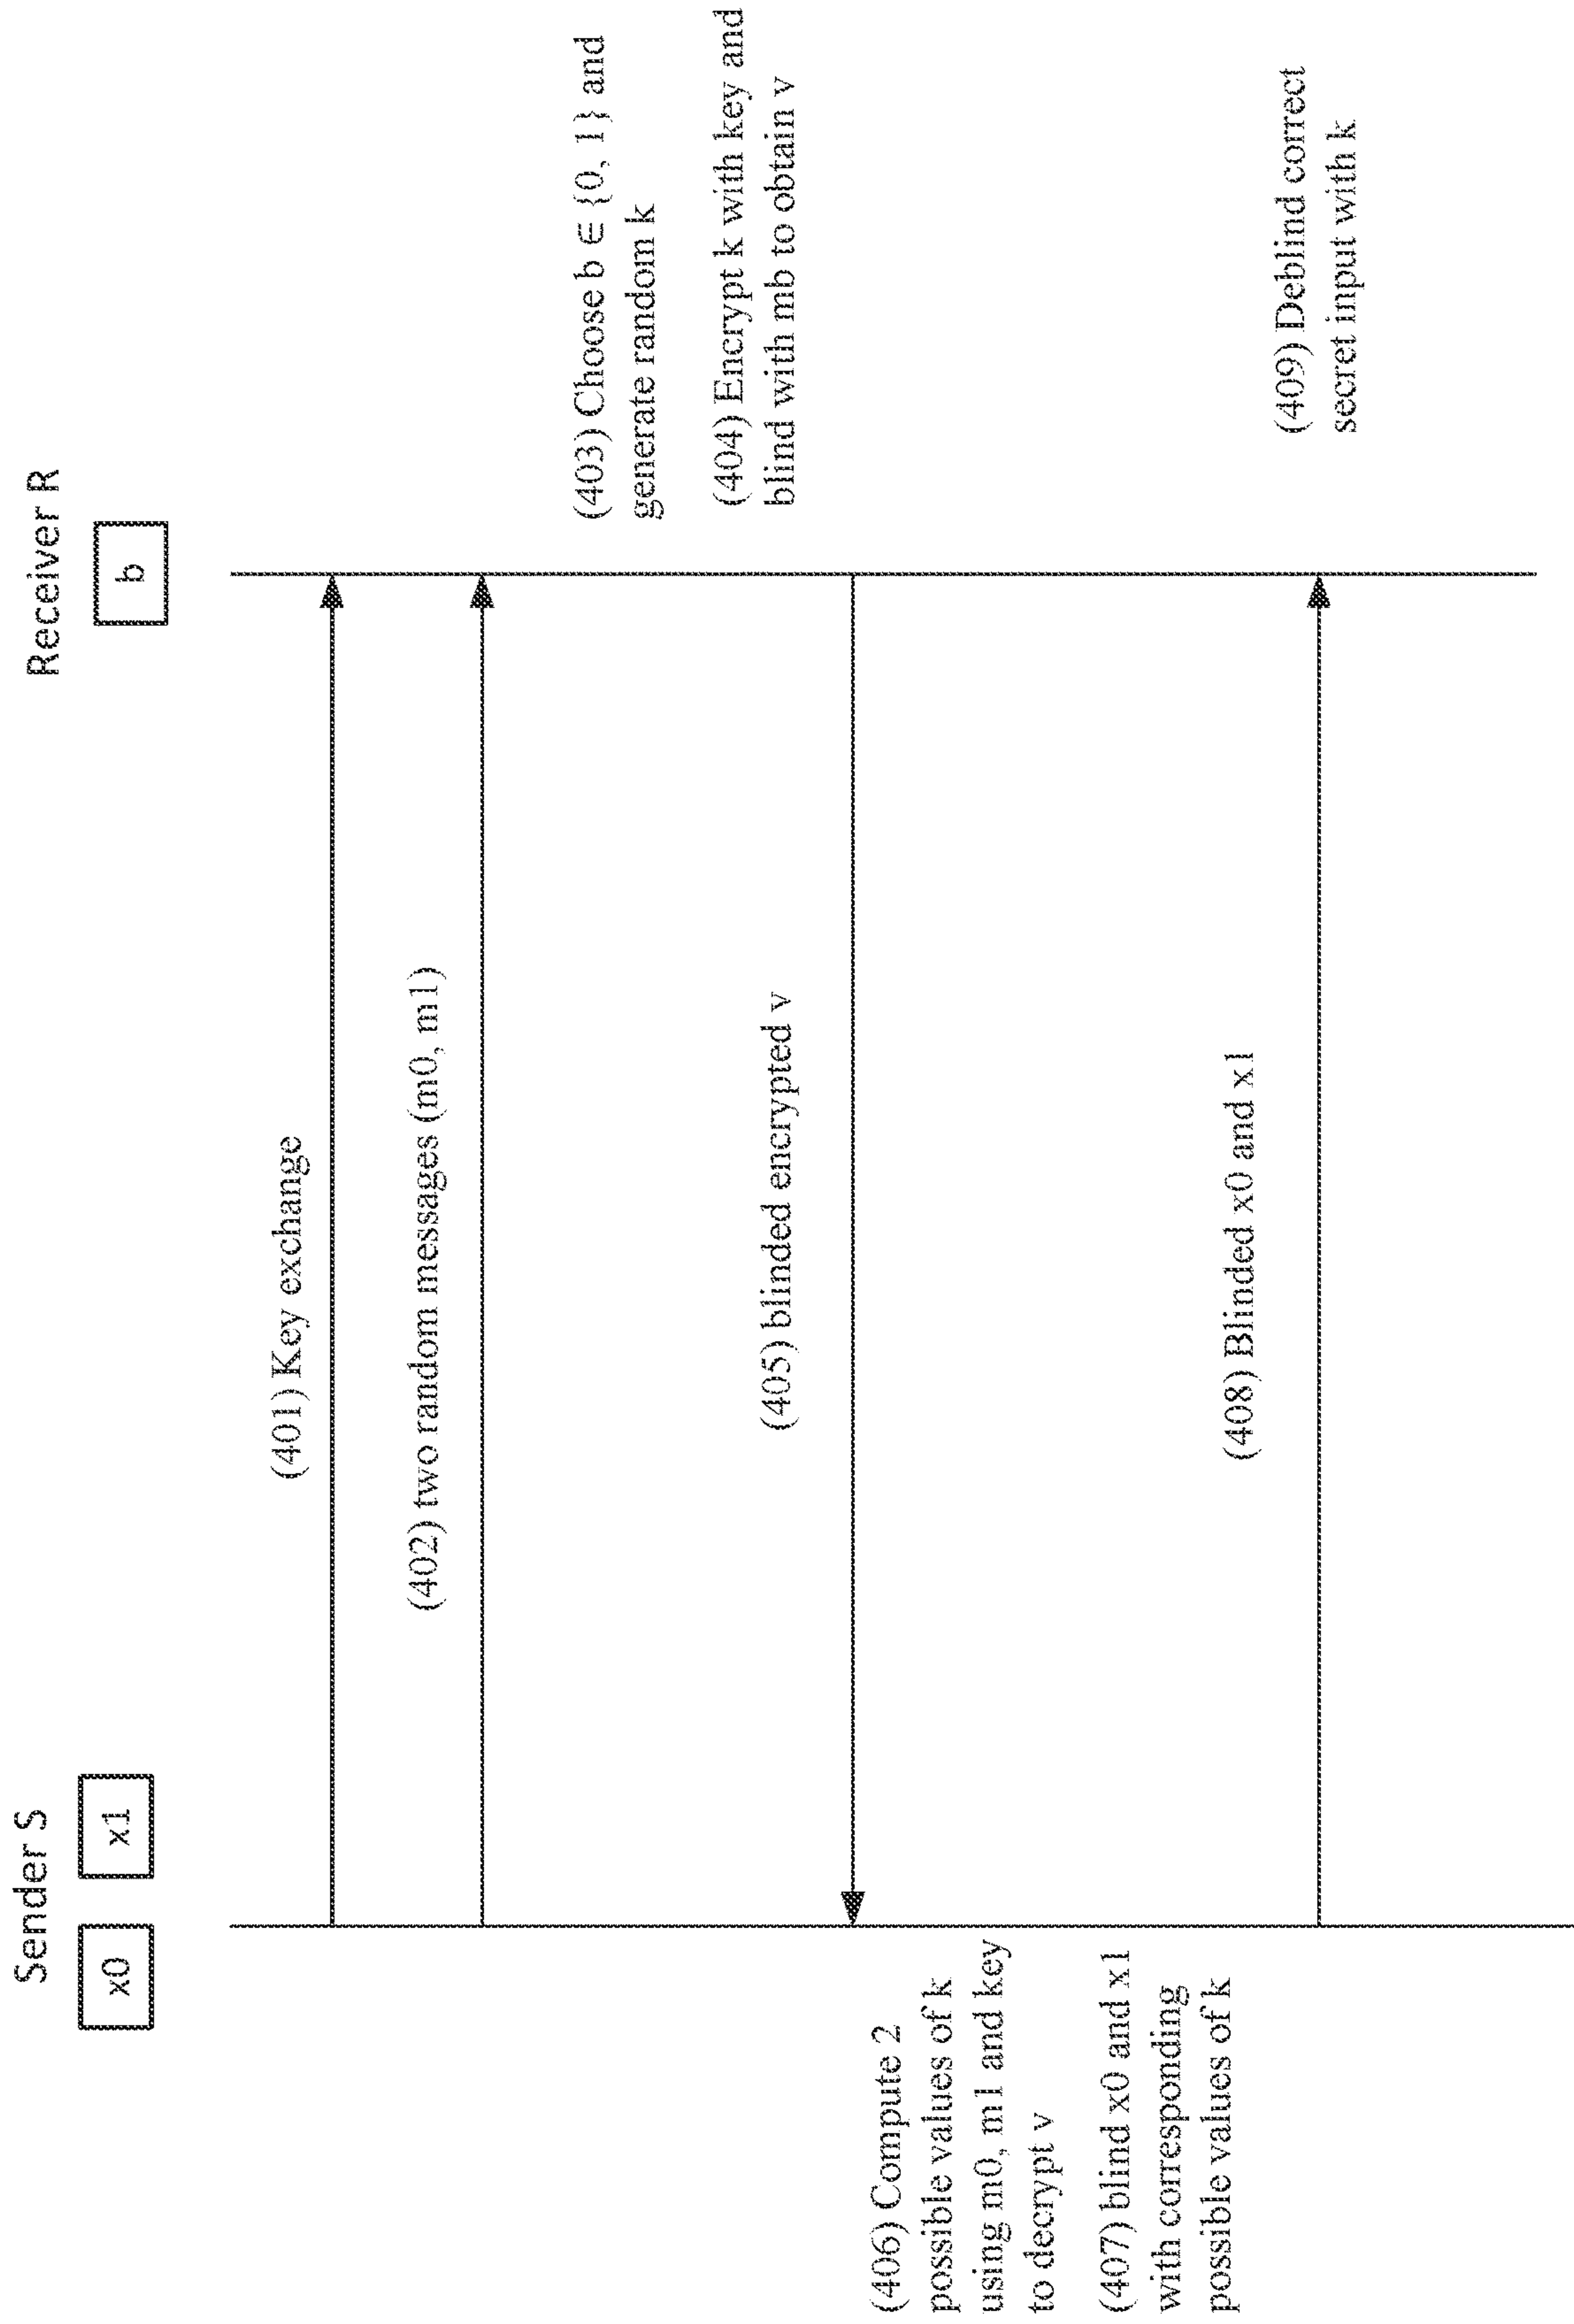 Sender S
x0
x1
Receiver R
b
(401) Key exchange
(402) two random messages (m0, m1)
(403) Choose b ∈ {0, 1} and
generate random k
(404) Encrypt k with key and
blind with mb to obtain v
(405) blinded encrypted v
(406) Compute 2
possible values of k
using m0, m1 and key
to decrypt v
(407) blind x0 and x1
with corresponding
possible values of k
(408) Blinded x0 and x1
(409) Deblind correct
secret input with k